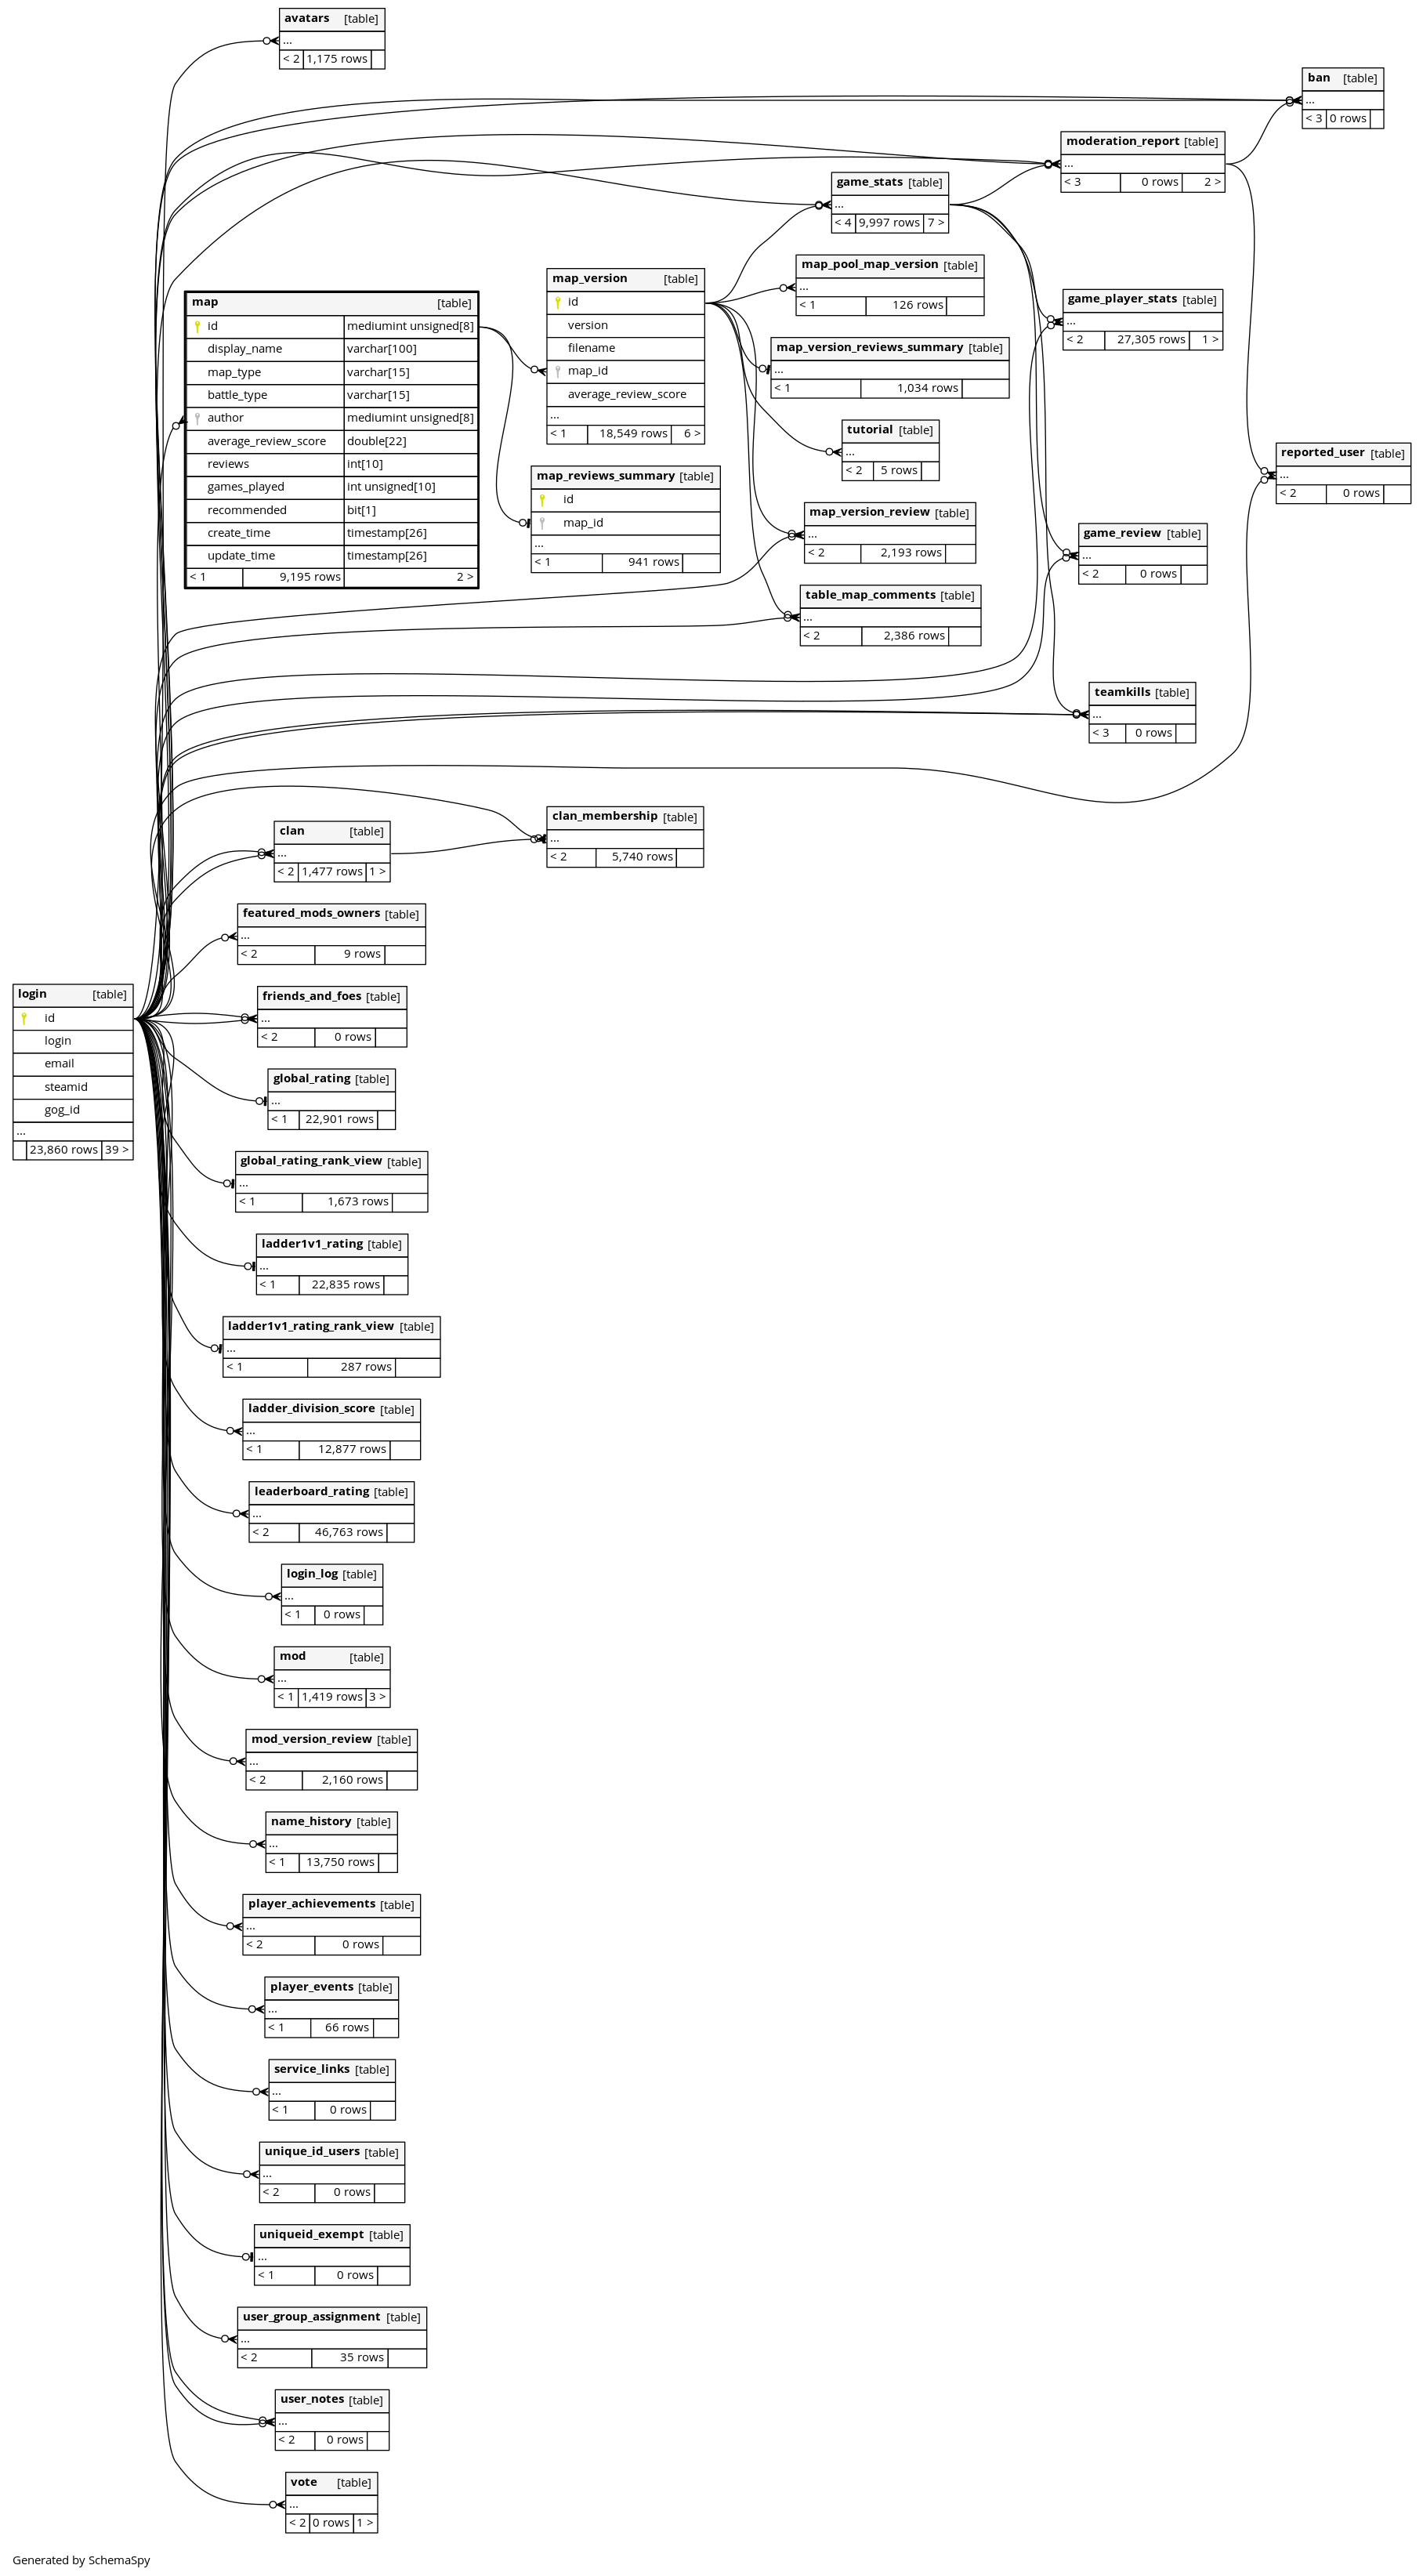 avatars [table]
...
< 2 1,175 rows
ban [table]
...
< 3 0 rows
moderation_report [table]
...
< 3 0 rows 2 >
game_stats [table]
...
< 4 9,997 rows 7 >
map_pool_map_version [table]
...
< 1 126 rows
map_version [table]
id
version
filename
map_id
average_review_score
...
< 1 18,549 rows 6 >
map [table]
id mediumint unsigned[8]
display_name varchar[100]
map_type varchar[15]
battle_type varchar[15]
author mediumint unsigned[8]
average_review_score double[22]
reviews int[10]
games_played int unsigned[10]
recommended bit[1]
create_time timestamp[26]
update_time timestamp[26]
< 1 9,195 rows 2 >
game_player_stats [table]
...
< 2 27,305 rows 1 >
map_version_reviews_summary [table]
...
< 1 1,034 rows
tutorial [table]
...
< 2 5 rows
reported_user [table]
...
< 2 0 rows
map_reviews_summary [table]
id
map_id
...
< 1 941 rows
map_version_review [table]
...
< 2 2,193 rows
game_review [table]
...
< 2 0 rows
table_map_comments [table]
...
< 2 2,386 rows
teamkills [table]
...
< 3 0 rows
clan_membership [table]
...
< 2 5,740 rows
clan [table]
...
< 2 1,477 rows 1 >
featured_mods_owners [table]
...
< 2 9 rows
login [table]
id
login
email
steamid
gog_id
...
23,860 rows 39 >
friends_and_foes [table]
...
< 2 0 rows
global_rating [table]
...
< 1 22,901 rows
global_rating_rank_view [table]
...
< 1 1,673 rows
ladder1v1_rating [table]
...
< 1 22,835 rows
ladder1v1_rating_rank_view [table]
...
< 1 287 rows
ladder_division_score [table]
...
< 1 12,877 rows
leaderboard_rating [table]
...
< 2 46,763 rows
login_log [table]
...
< 1 0 rows
mod [table]
...
< 1 1,419 rows 3 >
mod_version_review [table]
...
< 2 2,160 rows
name_history [table]
...
< 1 13,750 rows
player_achievements [table]
...
< 2 0 rows
player_events [table]
...
< 1 66 rows
service_links [table]
...
< 1 0 rows
unique_id_users [table]
...
< 2 0 rows
uniqueid_exempt [table]
...
< 1 0 rows
user_group_assignment [table]
...
< 2 35 rows
user_notes [table]
...
< 2 0 rows
vote [table]
...
< 2 0 rows 1 >
Generated by SchemaSpy